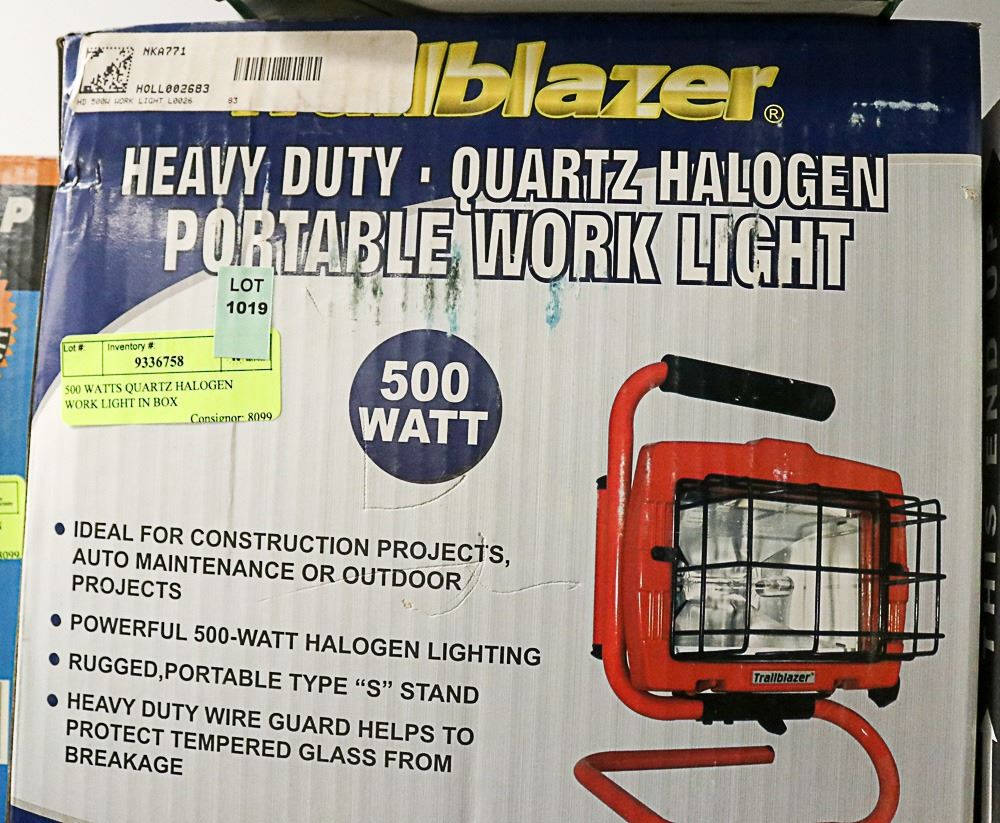 NKA771
HOLL002683
HD 500W WORK LIGHT L0026 83
Trailblazer®
HEAVY DUTY · QUARTZ HALOGEN
PORTABLE WORK LIGHT
LOT
1019
Lot #: Inventory #:
9336758
500 WATTS QUARTZ HALOGEN
WORK LIGHT IN BOX
Consignor: 8099
500
WATT
• IDEAL FOR CONSTRUCTION PROJECTS,
AUTO MAINTENANCE OR OUTDOOR
PROJECTS
• POWERFUL 500-WATT HALOGEN LIGHTING
• RUGGED,PORTABLE TYPE “S” STAND
• HEAVY DUTY WIRE GUARD HELPS TO
PROTECT TEMPERED GLASS FROM
BREAKAGE
Trailblazer
P
8099
THIS END UP